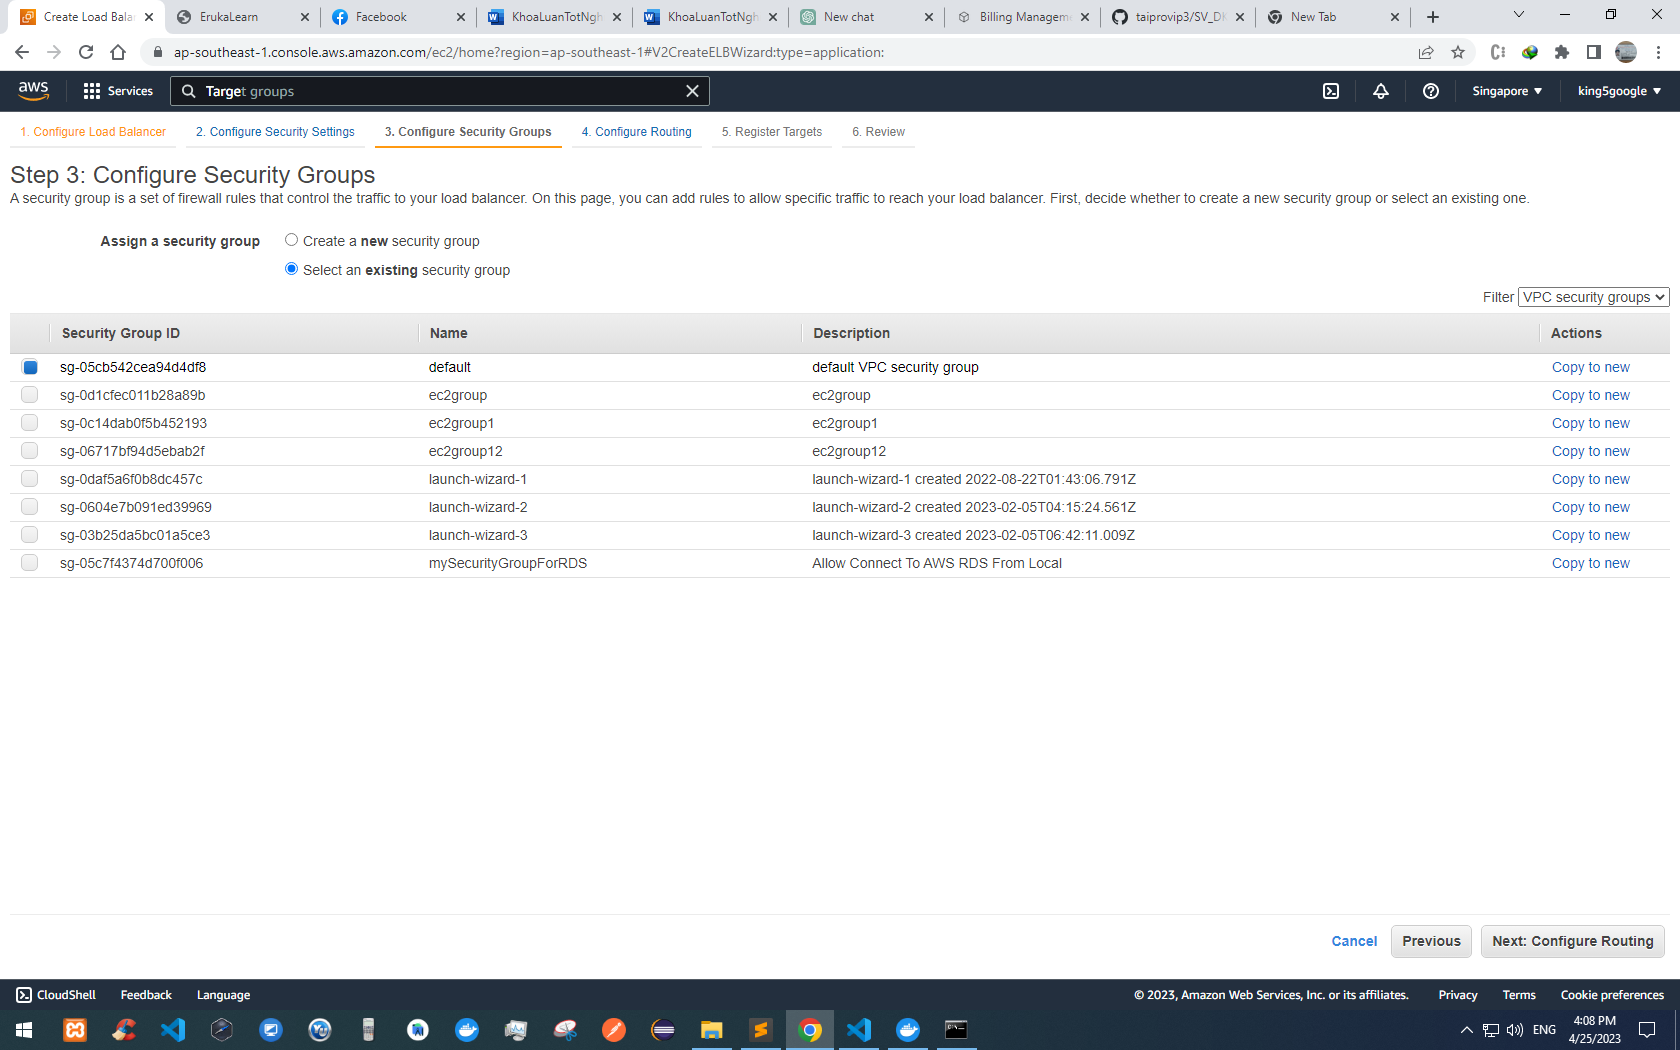 Create Load Bala
ErukaLearn
Facebook
KhoaLuanTotNgh
KhoaLuanTotNgh
New chat
Billing Managem
taiprovip3/SV_DK
New Tab
ap-southeast-1.console.aws.amazon.com/ec2/home?region=ap-southeast-1#V2CreateELBWizard:type=application:
aws
Services
Target groups
Singapore
king5google
1. Configure Load Balancer
2. Configure Security Settings
3. Configure Security Groups
4. Configure Routing
5. Register Targets
6. Review
Step 3: Configure Security Groups
A security group is a set of firewall rules that control the traffic to your load balancer. On this page, you can add rules to allow specific traffic to reach your load balancer. First, decide whether to create a new security group or select an existing one.
Assign a security group
Create a new security group
Select an existing security group
Filter VPC security groups
Security Group ID Name Description Actions
sg-05cb542cea94d4df8 default default VPC security group Copy to new
sg-0d1cfec011b28a89b ec2group ec2group Copy to new
sg-0c14dab0f5b452193 ec2group1 ec2group1 Copy to new
sg-06717bf94d5ebab2f ec2group12 ec2group12 Copy to new
sg-0daf5a6f0b8dc457c launch-wizard-1 launch-wizard-1 created 2022-08-22T01:43:06.791Z Copy to new
sg-0604e7b091ed39969 launch-wizard-2 launch-wizard-2 created 2023-02-05T04:15:24.561Z Copy to new
sg-03b25da5bc01a5ce3 launch-wizard-3 launch-wizard-3 created 2023-02-05T06:42:11.009Z Copy to new
sg-05c7f4374d700f006 mySecurityGroupForRDS Allow Connect To AWS RDS From Local Copy to new
Cancel
Previous
Next: Configure Routing
CloudShell
Feedback
Language
© 2023, Amazon Web Services, Inc. or its affiliates.
Privacy
Terms
Cookie preferences
ENG
4:08 PM
4/25/2023